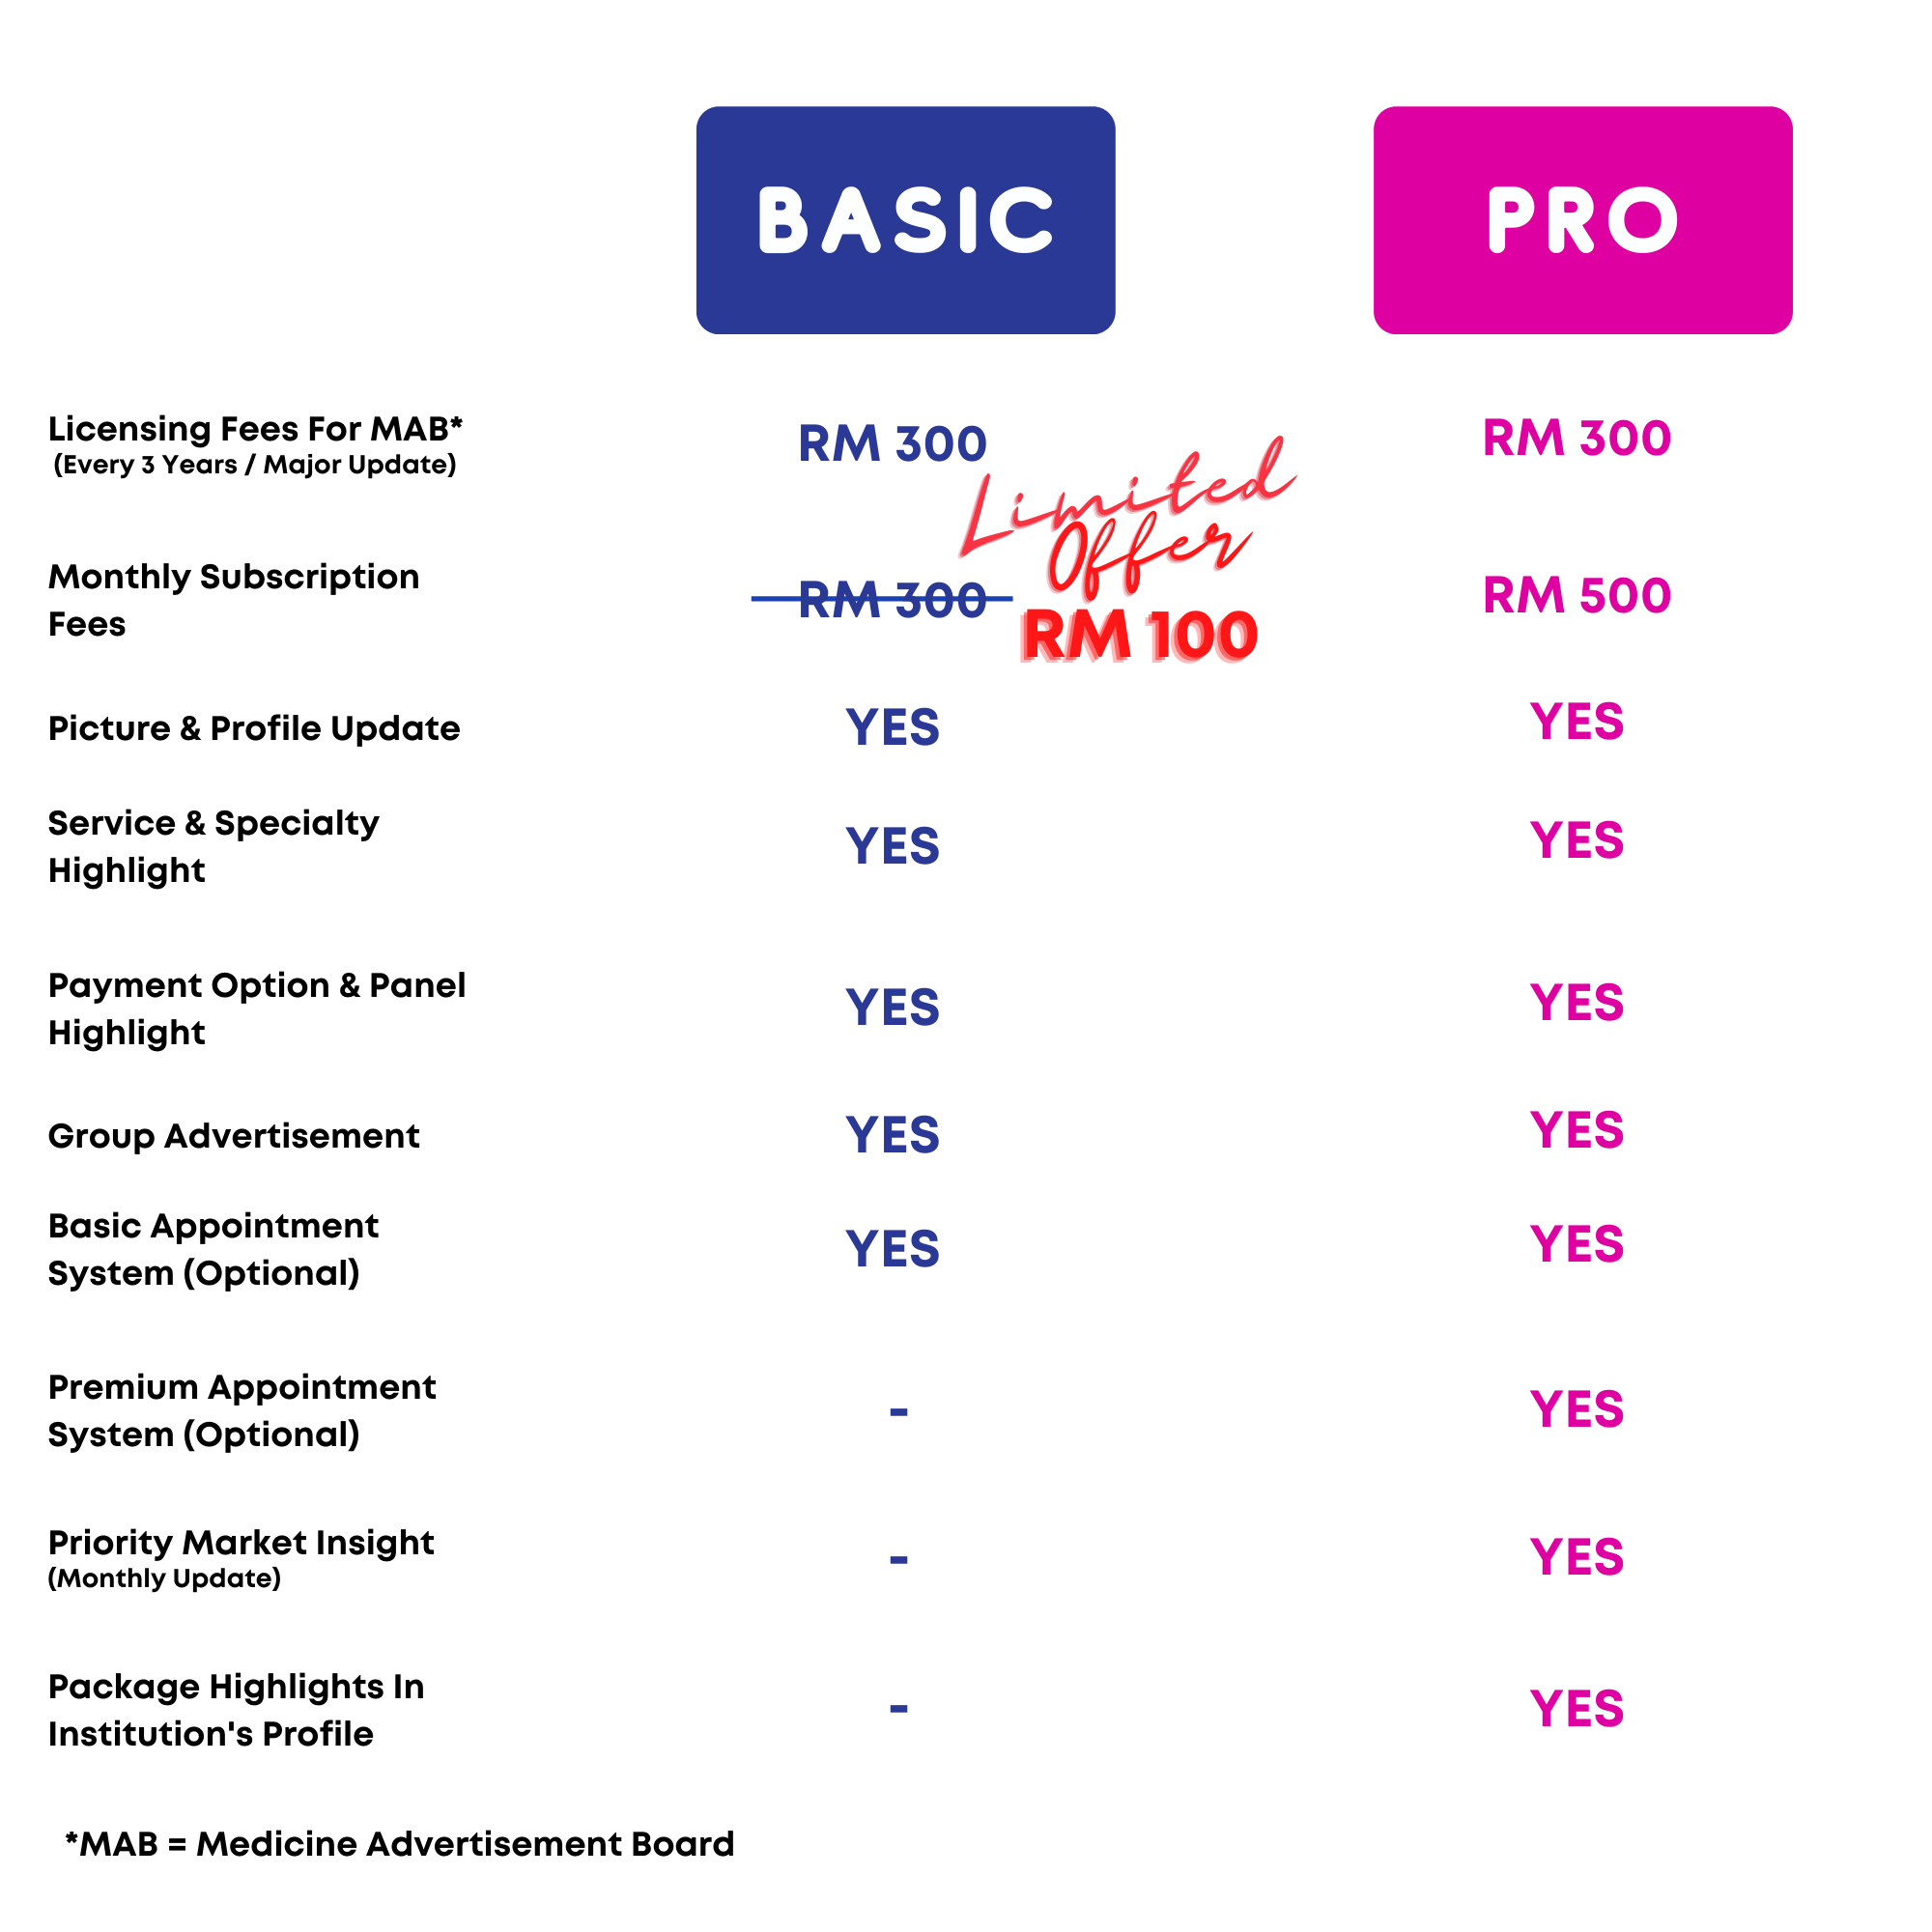 BASIC PRO
Licensing Fees For MAB* RM 300 RM 300
(Every 3 Years / Major Update)
Limited
Offer
Monthly Subscription
Fees RM 300 RM 500
RM 100
Picture & Profile Update YES YES
Service & Specialty
Highlight YES YES
Payment Option & Panel
Highlight YES YES
Group Advertisement YES YES
Basic Appointment
System (Optional) YES YES
Premium Appointment
System (Optional) - YES
Priority Market Insight
(Monthly Update) - YES
Package Highlights In
Institution's Profile - YES
*MAB = Medicine Advertisement Board